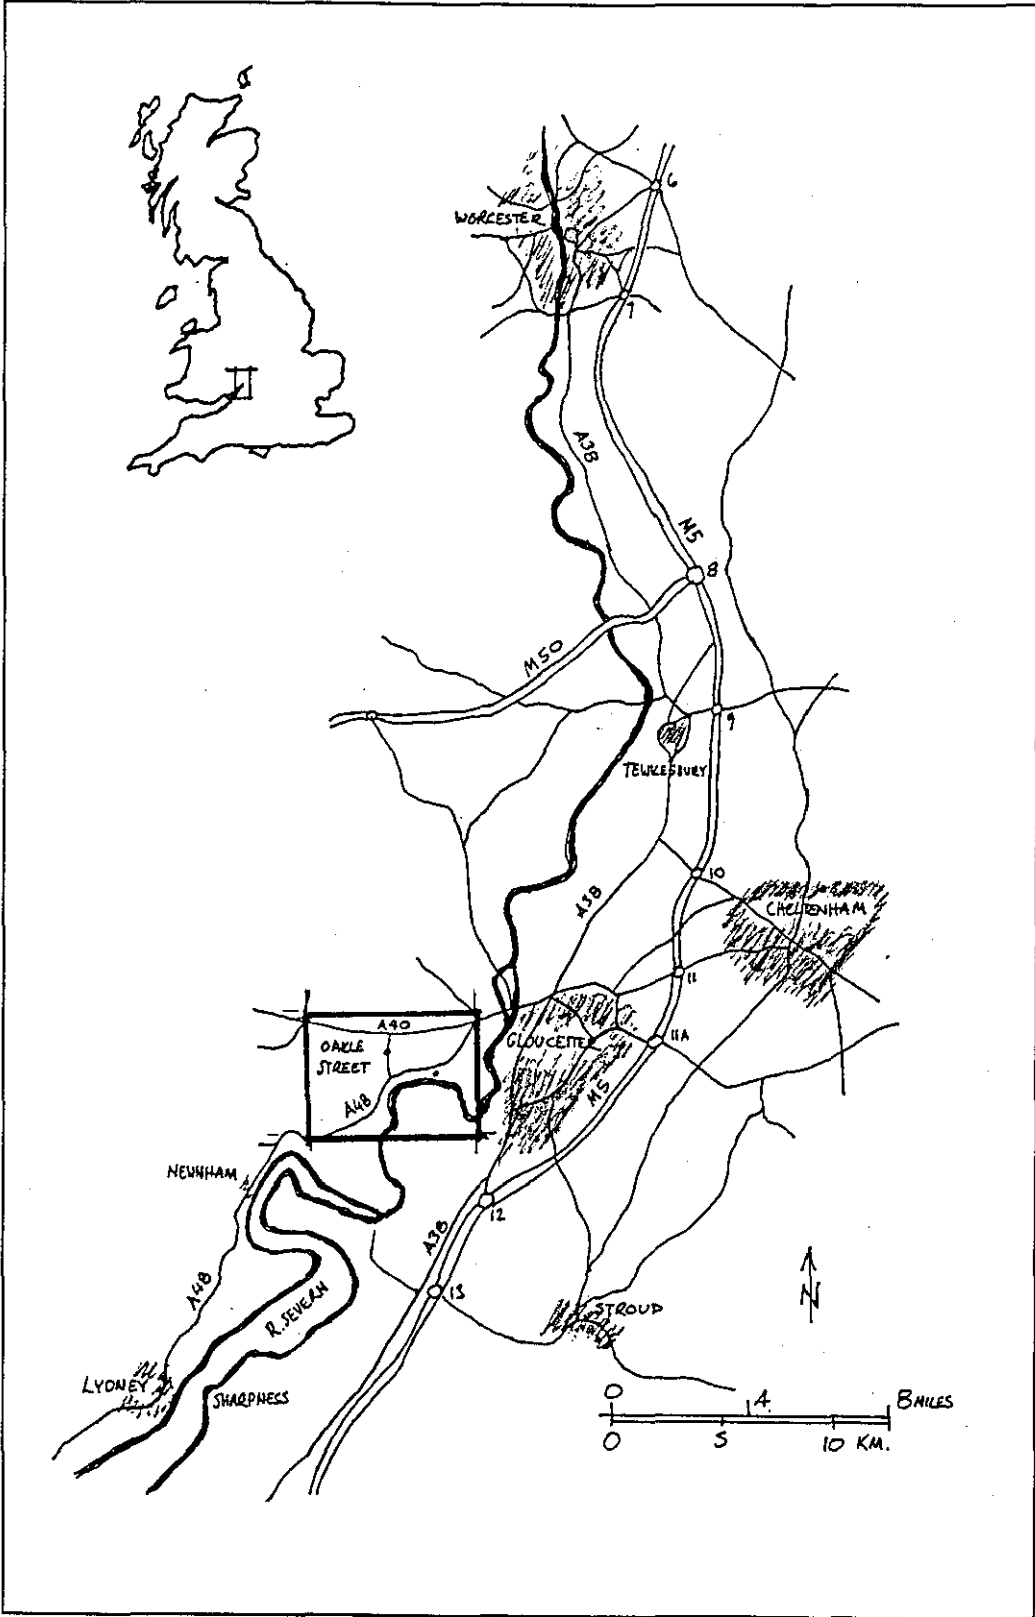 6
WORCESTER
7
A38
M5
8
M50
9
TEWKESBURY
10
A38
CHELTENHAM
11
A40
OAKLE
STREET
GLOUCESTER
11A
A48
M5
NEWNHAM
12
A38
13
A48
R. SEVERN
N
STROUD
LYDNEY
SHARPNESS
0 4 8 MILES
0 5 10 KM.